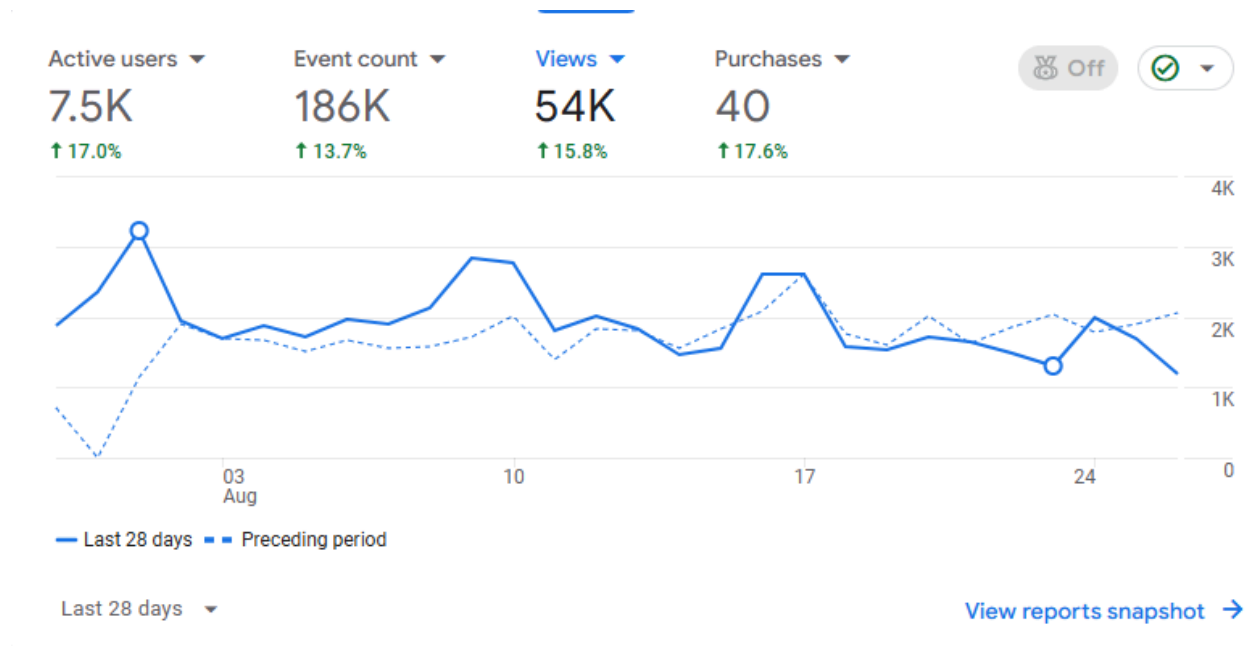 Active users Event count Views Purchases Off
7.5K 186K 54K 40
↑ 17.0% ↑ 13.7% ↑ 15.8% ↑ 17.6%
4K
3K
2K
1K
0
03 10 17 24
Aug
Last 28 days Preceding period
Last 28 days View reports snapshot →